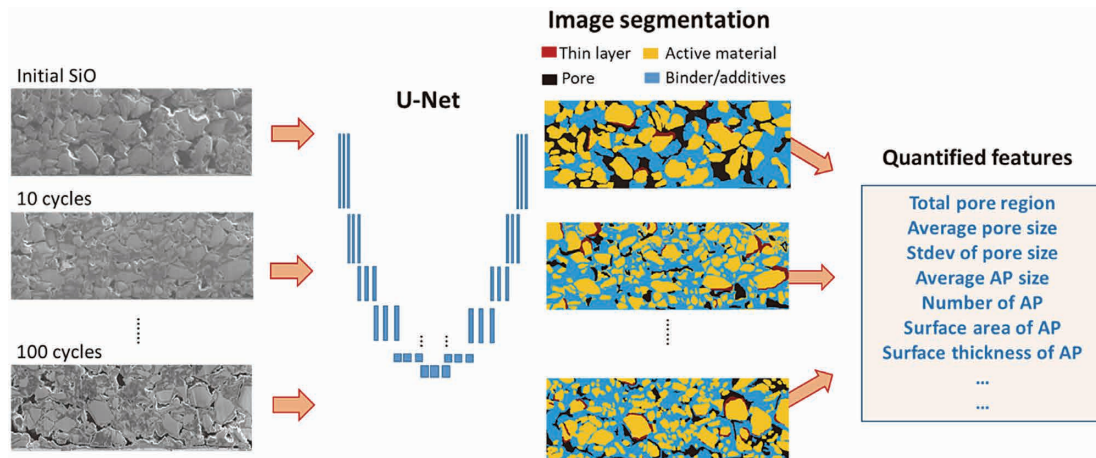 Image segmentation
Thin layer
Active material
Pore
Binder/additives
Initial SiO
U-Net
10 cycles
100 cycles
Quantified features
Total pore region
Average pore size
Stdev of pore size
Average AP size
Number of AP
Surface area of AP
Surface thickness of AP
...
...